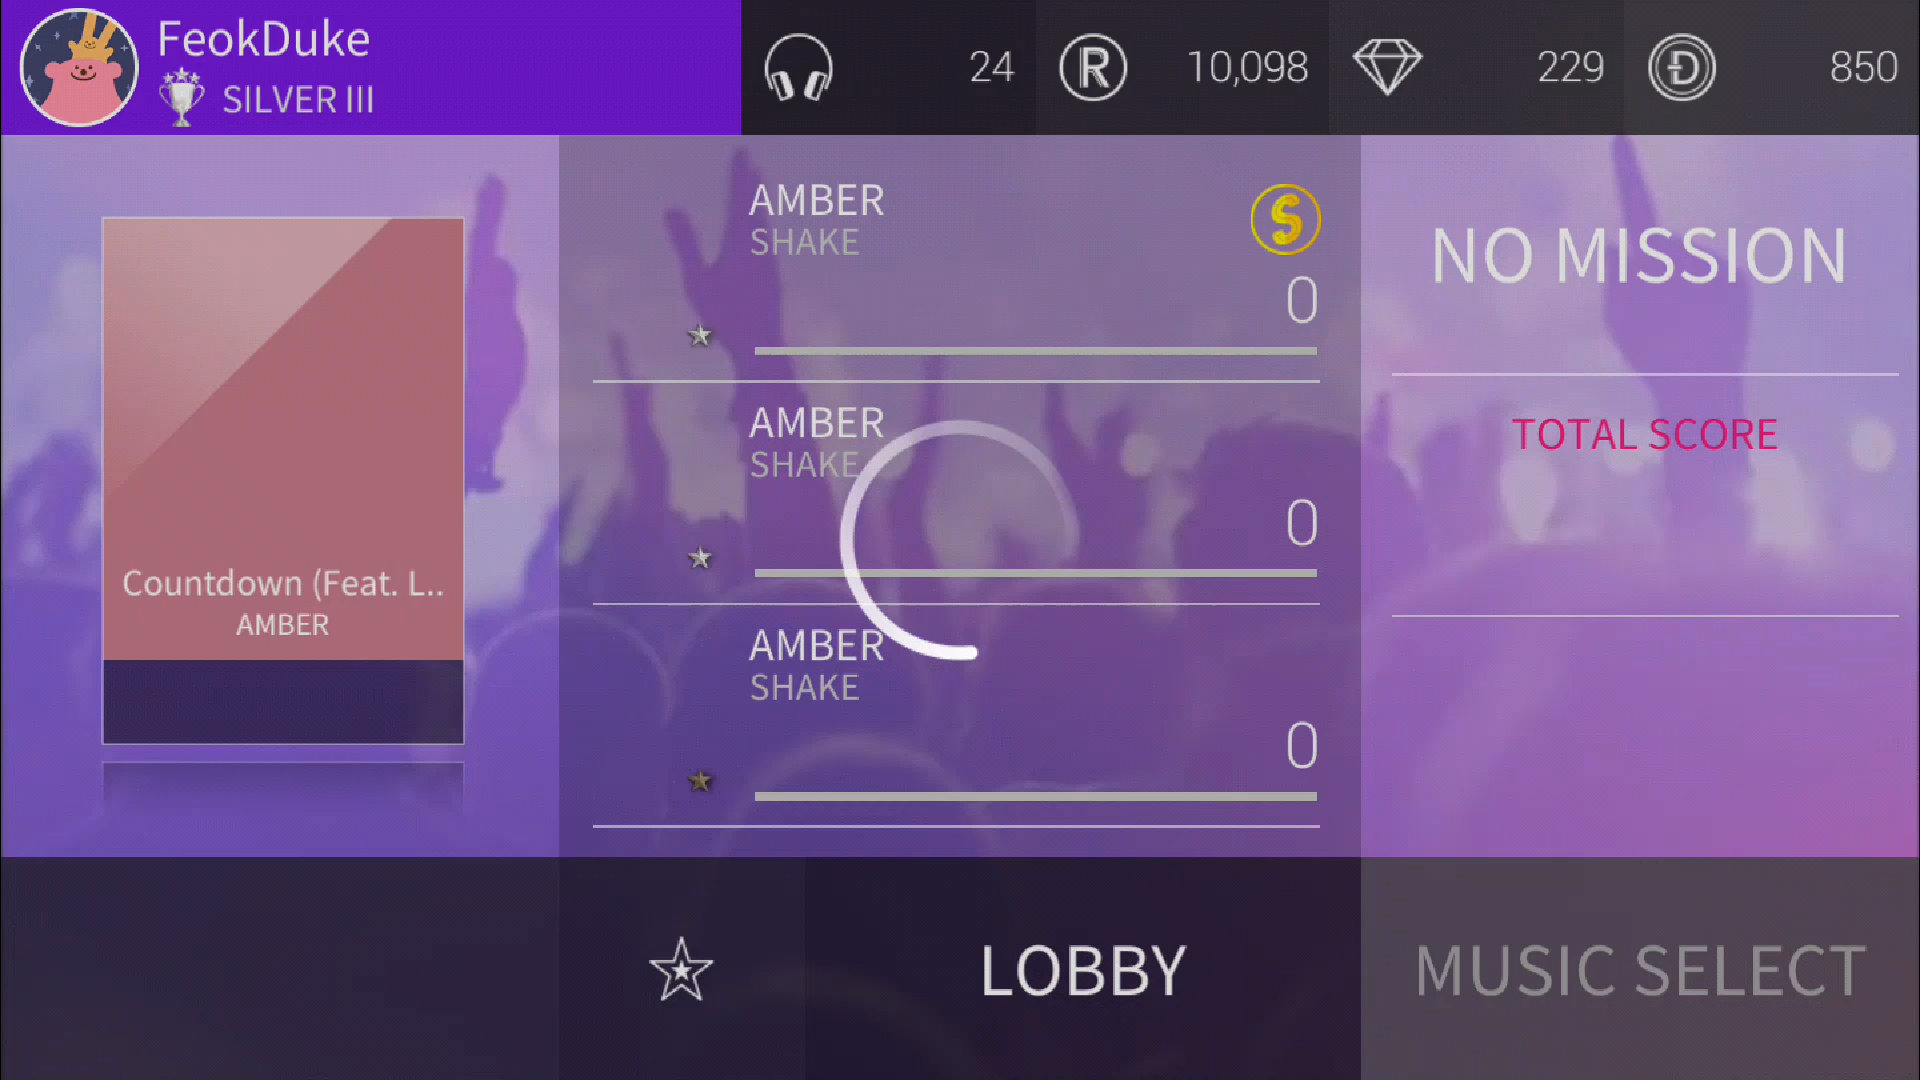 FeokDuke
SILVER III
24
R
10,098
229
Đ
850
AMBER
SHAKE
$
0
AMBER
SHAKE
0
AMBER
SHAKE
0
Countdown (Feat. L..
AMBER
NO MISSION
TOTAL SCORE
LOBBY
MUSIC SELECT